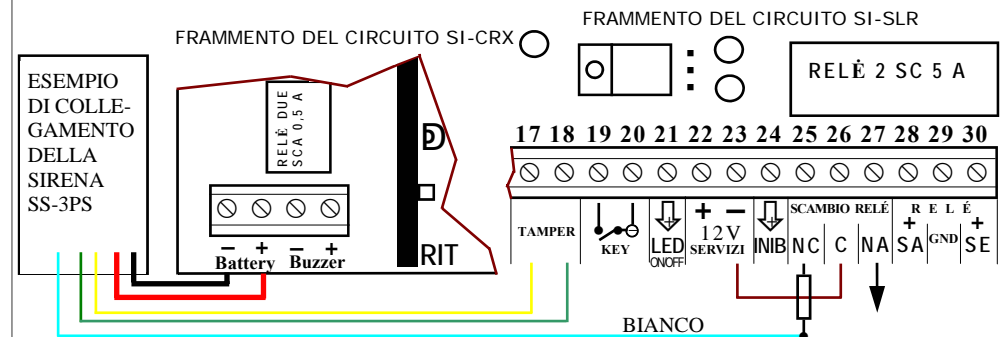 FRAMMENTO DEL CIRCUITO SI-SLR
FRAMMENTO DEL CIRCUITO SI-CRX
ESEMPIO
DI COLLE-
GAMENTO
DELLA
SIRENA
SS-3PS
RELÈ DUE
SCA 0,5 A
RELÈ 2 SC 5 A
D
RIT
– + – +
Battery Buzzer
17 18 19 20 21 22 23 24 25 26 27 28 29 30
TAMPER
KEY
LED
ON/OFF
+ –
12V
SERVIZI
INIB
SCAMBIO RELÉ
NC C NA
R E L É
+ +
SA GND SE
BIANCO